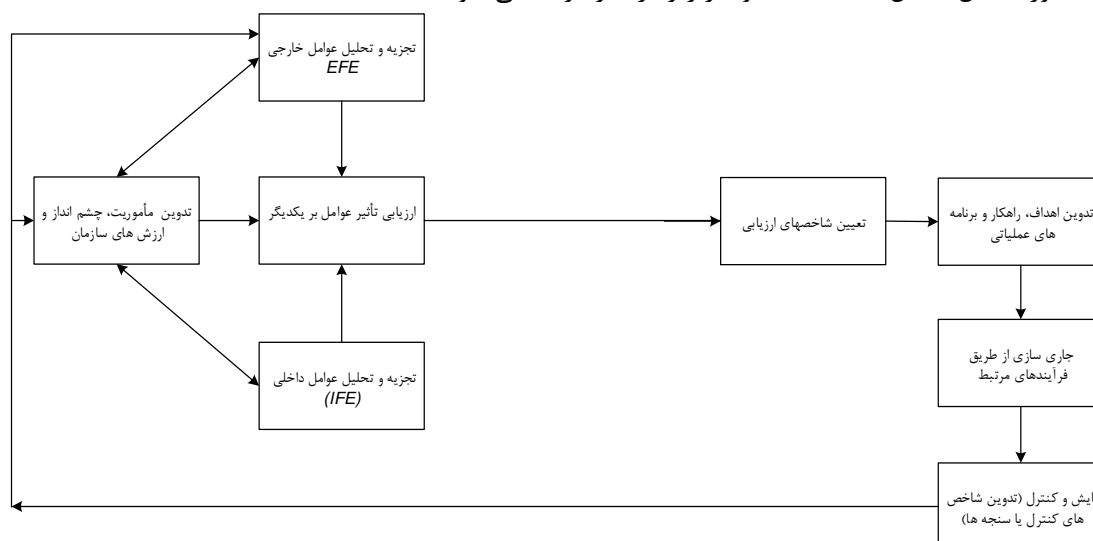 تجزیه و تحلیل عوامل خارجی
EFE
تدوین مأموریت، چشم انداز و
ارزش های سازمان
ارزیابی تأثیر عوامل بر یکدیگر
تعیین شاخصهای ارزیابی
تدوین اهداف، راهکار و برنامه
های عملیاتی
تجزیه و تحلیل عوامل داخلی
(IFE)
جاری سازی از طریق
فرآیندهای مرتبط
و کنترل (تدوین شاخص
های کنترل یا سنجه ها)